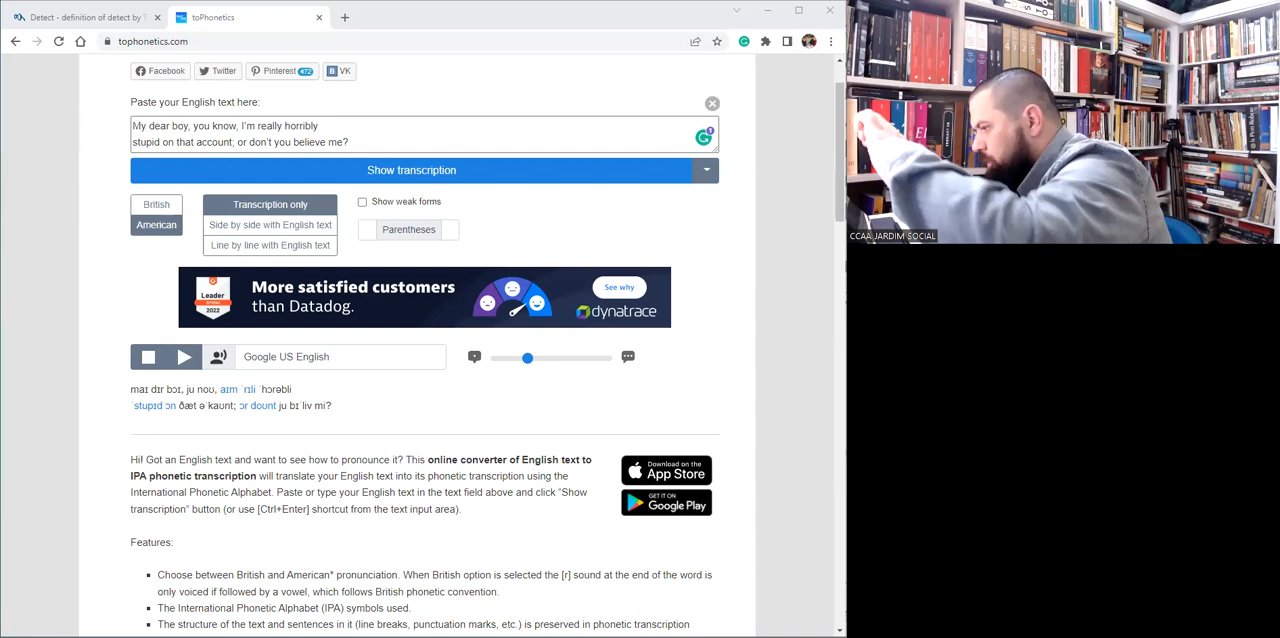 Detect - definition of detect by T
toPhonetics
tophonetics.com
Facebook
Twitter
Pinterest 472
VK
Paste your English text here:
My dear boy, you know, I'm really horribly
stupid on that account; or don't you believe me?
1
Show transcription
British
American
Transcription only
Side by side with English text
Line by line with English text
Show weak forms
Parentheses
Leader
SPRING
2022
More satisfied customers
than Datadog.
See why
dynatrace
Google US English
maɪ dɪr bɔɪ, ju noʊ, aɪm ˈrɪli ˈhɔrəbli
ˈstupɪd ɔn ðæt əˈkaʊnt; ɔr doʊnt ju bɪˈliv mi?
Hi! Got an English text and want to see how to pronounce it? This online converter of English text to
IPA phonetic transcription will translate your English text into its phonetic transcription using the
International Phonetic Alphabet. Paste or type your English text in the text field above and click "Show
transcription" button (or use [Ctrl+Enter] shortcut from the text input area).
Download on the
App Store
GET IT ON
Google Play
Features:
Choose between British and American* pronunciation. When British option is selected the [r] sound at the end of the word is
only voiced if followed by a vowel, which follows British phonetic convention.
The International Phonetic Alphabet (IPA) symbols used.
The structure of the text and sentences in it (line breaks, punctuation marks, etc.) is preserved in phonetic transcription
CCAA JARDIM SOCIAL